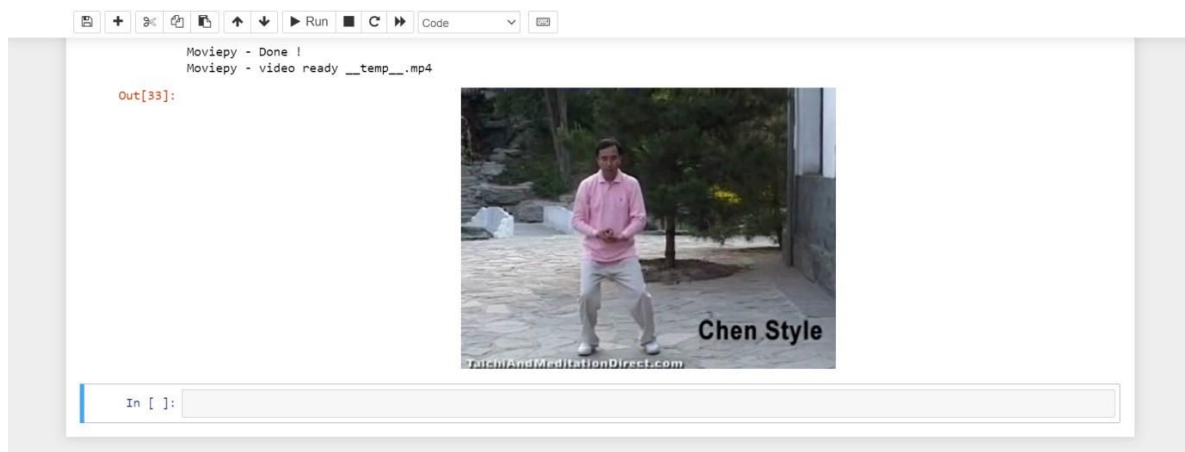 Run
Code
Moviepy - Done !
Moviepy - video ready __temp__.mp4
Out[33]:
Chen Style
TaichiAndMeditationDirect.com
In [ ]: